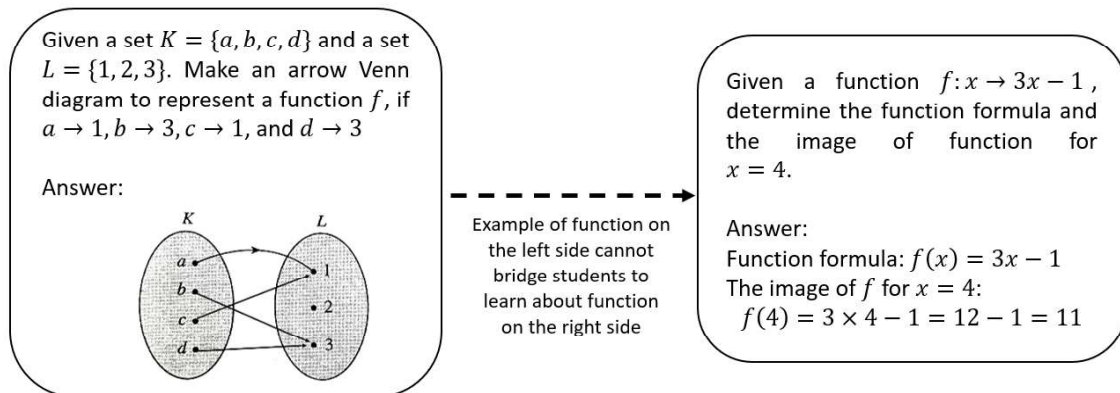 Given a set K = {a, b, c, d} and a set
L = {1, 2, 3}. Make an arrow Venn
diagram to represent a function f, if
a → 1, b → 3, c → 1, and d → 3
Answer:
K
L
a
b
c
d
1
2
3
Example of function on
the left side cannot
bridge students to
learn about function
on the right side
Given a function f: x → 3x − 1 ,
determine the function formula and
the image of function for
x = 4.
Answer:
Function formula: f(x) = 3x − 1
The image of f for x = 4:
f(4) = 3 × 4 − 1 = 12 − 1 = 11